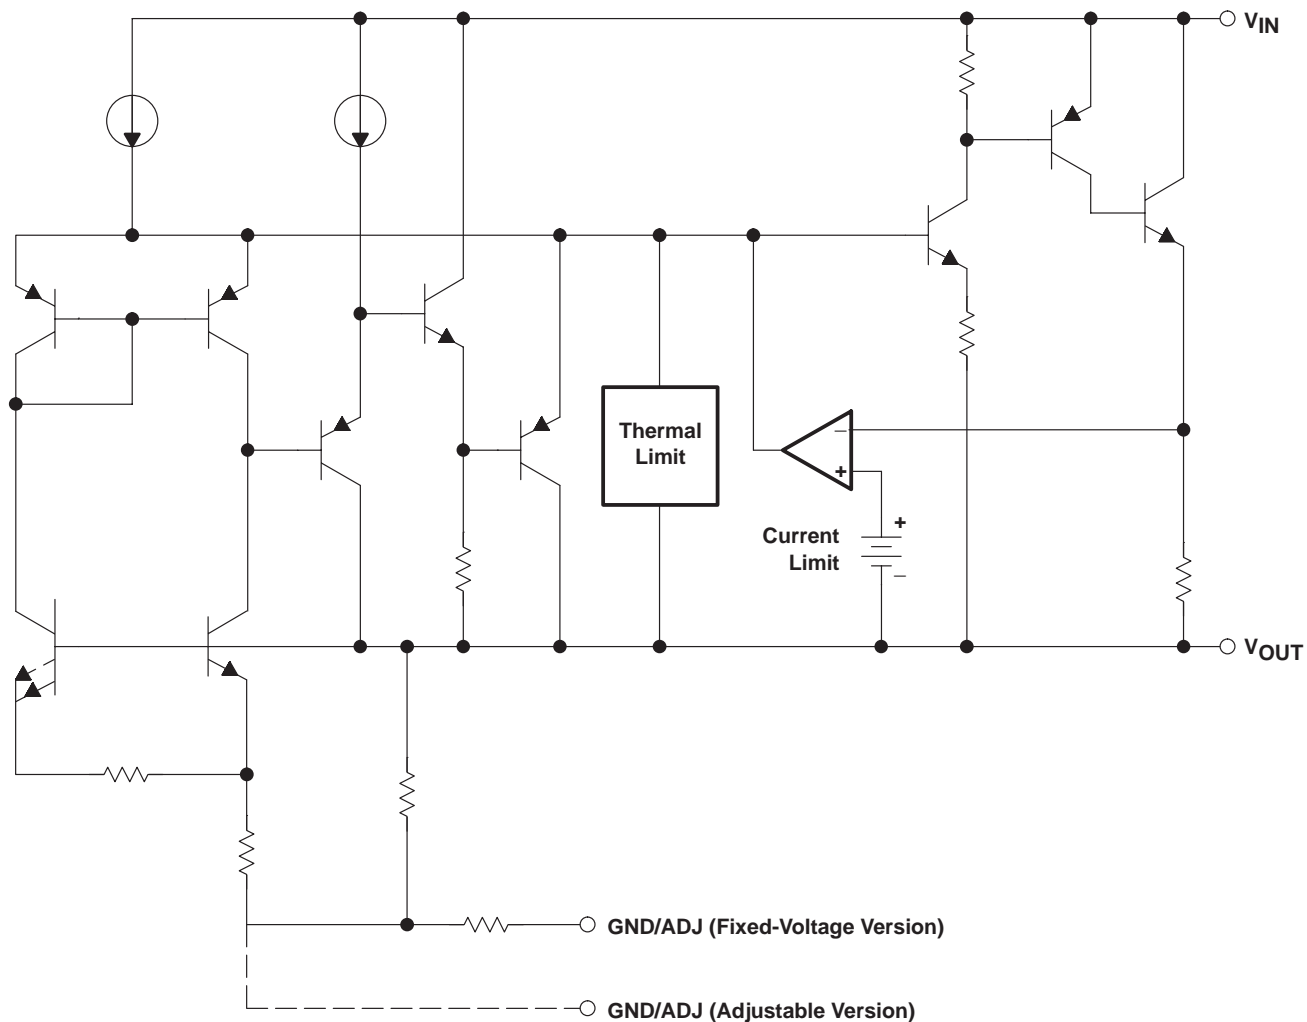 VIN
Thermal
Limit
–
+
Current
Limit
+
–
VOUT
GND/ADJ (Fixed-Voltage Version)
GND/ADJ (Adjustable Version)